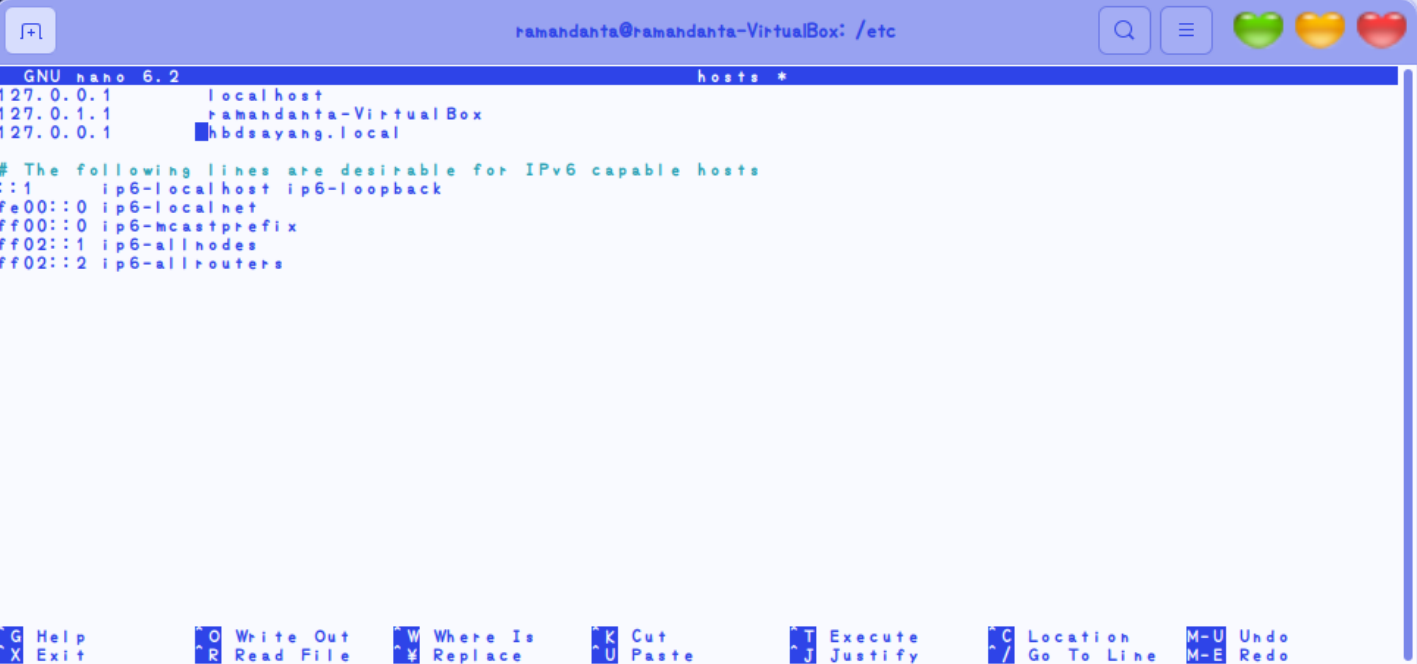 ramandanta@ramandanta-VirtualBox: /etc
GNU nano 6.2 hosts *
127.0.0.1 localhost
127.0.1.1 ramandanta-VirtualBox
127.0.0.1 hbdsayang.local
# The following lines are desirable for IPv6 capable hosts
::1 ip6-localhost ip6-loopback
fe00::0 ip6-localnet
ff00::0 ip6-mcastprefix
ff02::1 ip6-allnodes
ff02::2 ip6-allrouters
^G Help ^O Write Out ^W Where Is ^K Cut ^T Execute ^C Location M-U Undo
^X Exit ^R Read File ^¥ Replace ^U Paste ^J Justify ^/ Go To Line M-E Redo